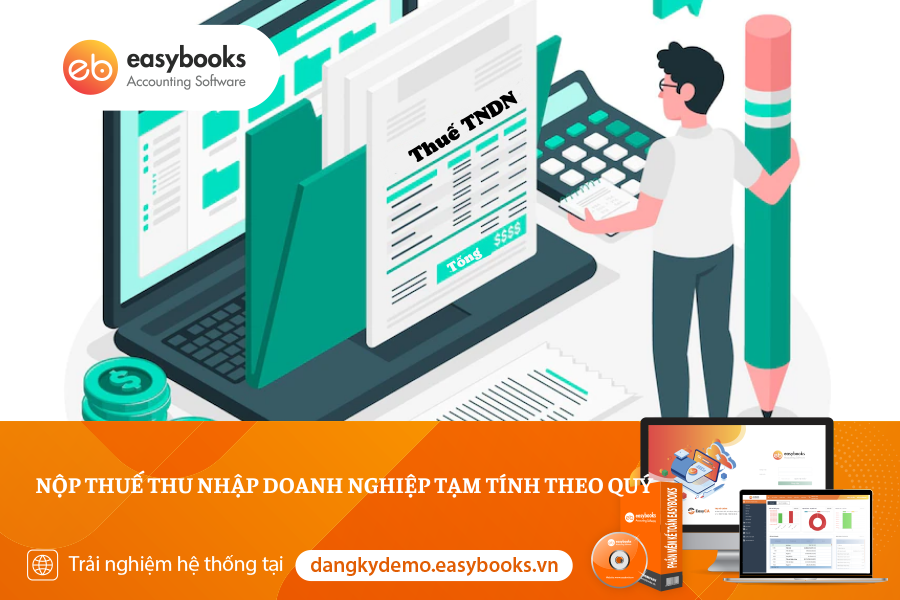 easybooks
Accounting Software
Thuế TNDN
Tổng
$$$$
$
NỘP THUẾ THU NHẬP DOANH NGHIỆP TẠM TÍNH THEO QUÝ
easybooks
easybooks
PHẦN MỀM KẾ TOÁN EASYBOOKS
Trải nghiệm hệ thống tại
dangkydemo.easybooks.vn